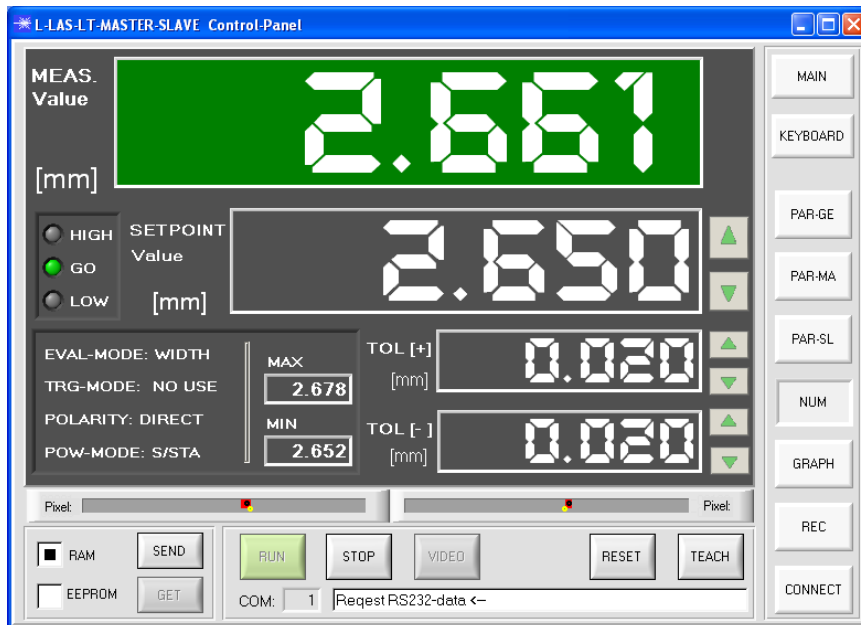 L-LAS-LT-MASTER-SLAVE Control-Panel
MEAS.
Value
2.661
[mm]
HIGH
GO
LOW
SETPOINT
Value
[mm]
2.650
EVAL-MODE: WIDTH
TRG-MODE: NO USE
POLARITY: DIRECT
POW-MODE: S/STA
MAX
2.678
MIN
2.652
TOL [+]
[mm]
0.020
TOL [- ]
[mm]
0.020
Pixel:
Pixel:
RAM
SEND
EEPROM
GET
RUN
STOP
VIDEO
RESET
TEACH
COM: 1 Reqest RS232-data <--
MAIN
KEYBOARD
PAR-GE
PAR-MA
PAR-SL
NUM
GRAPH
REC
CONNECT